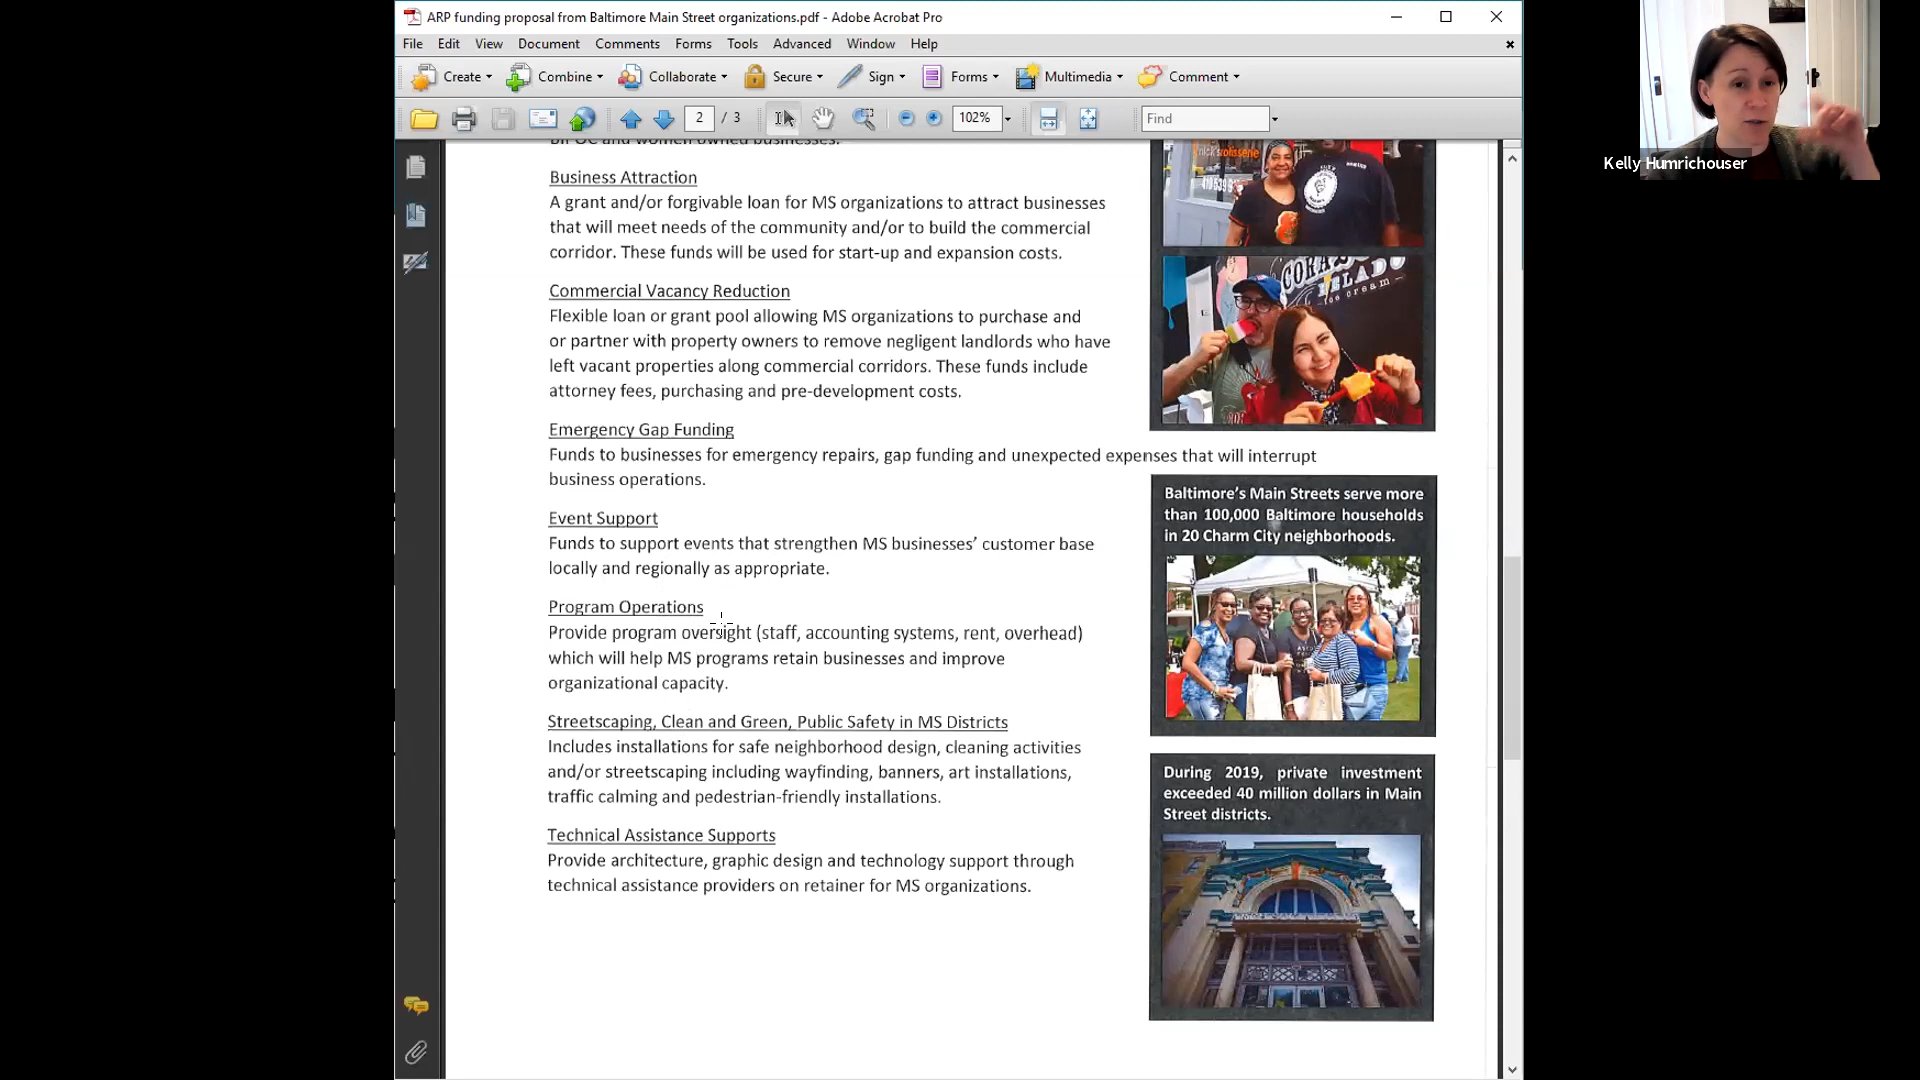 ARP funding proposal from Baltimore Main Street organizations.pdf - Adobe Acrobat Pro
File Edit View Document Comments Forms Tools Advanced Window Help
Create Combine Collaborate Secure Sign Forms Multimedia Comment
2 / 3 102% Find
and women owned businesses.
Business Attraction
A grant and/or forgivable loan for MS organizations to attract businesses
that will meet needs of the community and/or to build the commercial
corridor. These funds will be used for start-up and expansion costs.
Commercial Vacancy Reduction
Flexible loan or grant pool allowing MS organizations to purchase and
or partner with property owners to remove negligent landlords who have
left vacant properties along commercial corridors. These funds include
attorney fees, purchasing and pre-development costs.
Emergency Gap Funding
Funds to businesses for emergency repairs, gap funding and unexpected expenses that will interrupt
business operations.
Event Support
Funds to support events that strengthen MS businesses' customer base
locally and regionally as appropriate.
Program Operations
Provide program oversight (staff, accounting systems, rent, overhead)
which will help MS programs retain businesses and improve
organizational capacity.
Streetscaping, Clean and Green, Public Safety in MS Districts
Includes installations for safe neighborhood design, cleaning activities
and/or streetscaping including wayfinding, banners, art installations,
traffic calming and pedestrian-friendly installations.
Technical Assistance Supports
Provide architecture, graphic design and technology support through
technical assistance providers on retainer for MS organizations.
ice cream
Baltimore's Main Streets serve more
than 100,000 Baltimore households
in 20 Charm City neighborhoods.
During 2019, private investment
exceeded 40 million dollars in Main
Street districts.
Kelly Humrichouser